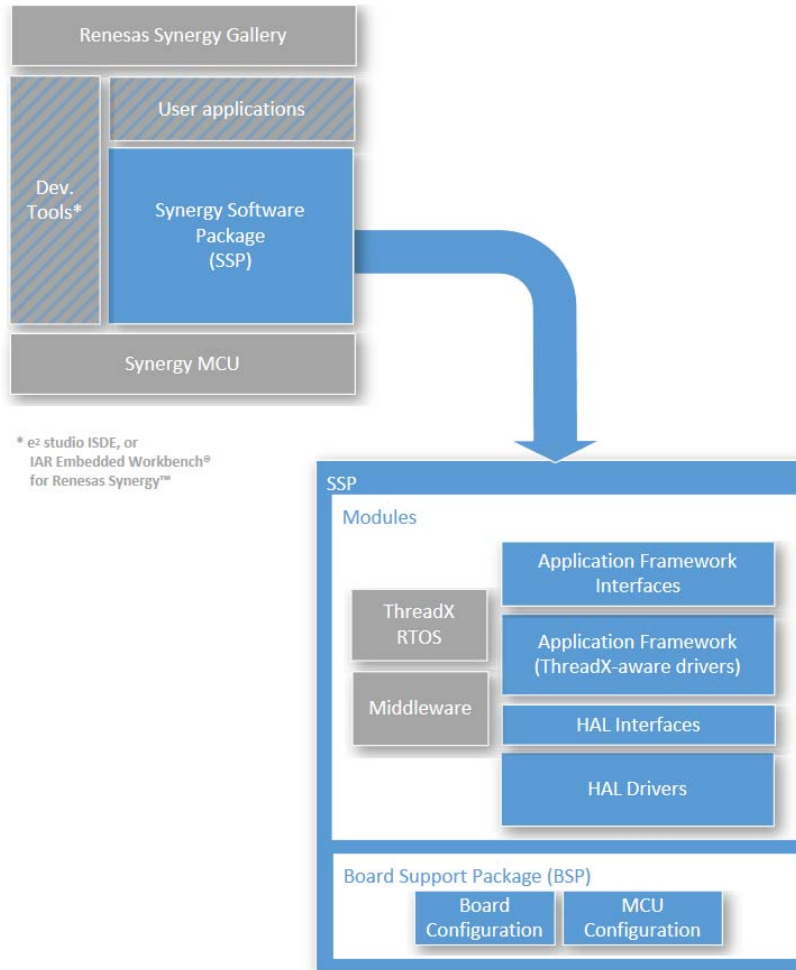 Renesas Synergy Gallery
User applications
Dev.
Tools*
Synergy Software
Package
(SSP)
Synergy MCU
* e² studio ISDE, or
IAR Embedded Workbench®
for Renesas Synergy™
SSP
Modules
ThreadX
RTOS
Middleware
Application Framework
Interfaces
Application Framework
(ThreadX-aware drivers)
HAL Interfaces
HAL Drivers
Board Support Package (BSP)
Board
Configuration
MCU
Configuration